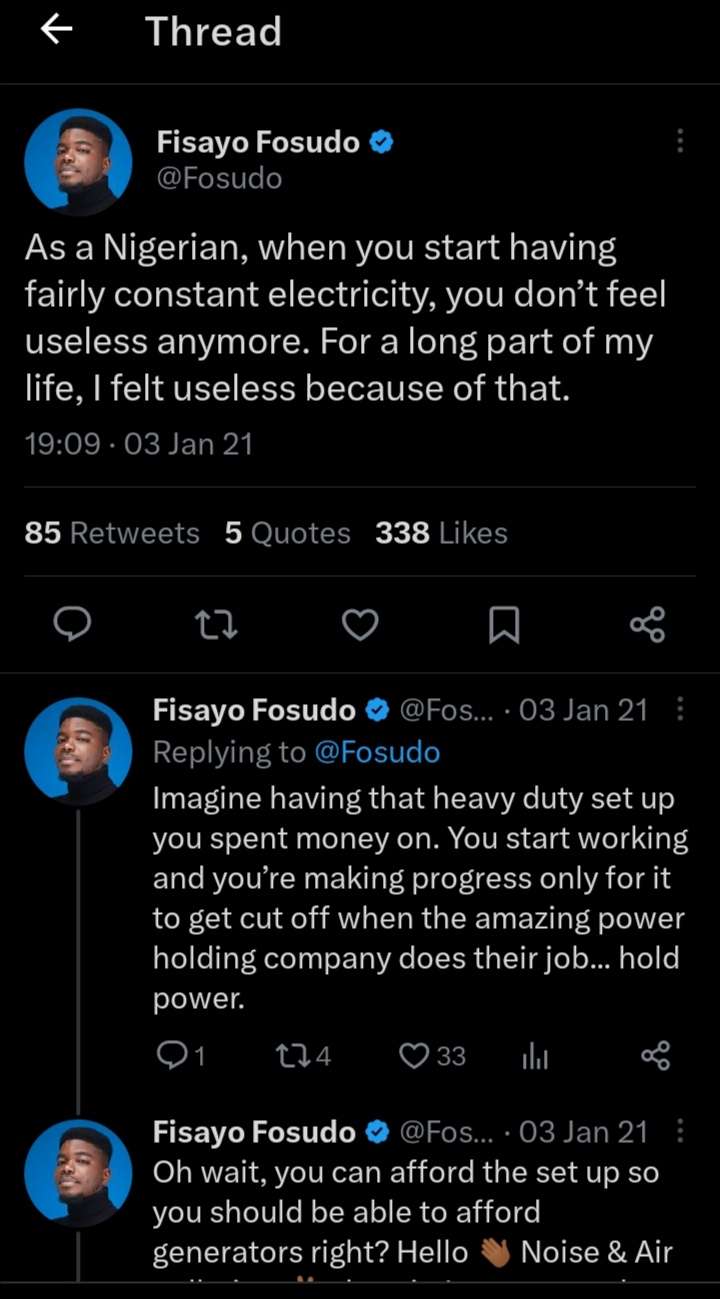 Thread
Fisayo Fosudo
@Fosudo
As a Nigerian, when you start having
fairly constant electricity, you don’t feel
useless anymore. For a long part of my
life, I felt useless because of that.
19:09 · 03 Jan 21
85 Retweets 5 Quotes 338 Likes
Fisayo Fosudo @Fos... · 03 Jan 21
Replying to @Fosudo
Imagine having that heavy duty set up
you spent money on. You start working
and you’re making progress only for it
to get cut off when the amazing power
holding company does their job... hold
power.
1 4 33
Fisayo Fosudo @Fos... · 03 Jan 21
Oh wait, you can afford the set up so
you should be able to afford
generators right? Hello 👋🏾 Noise & Air